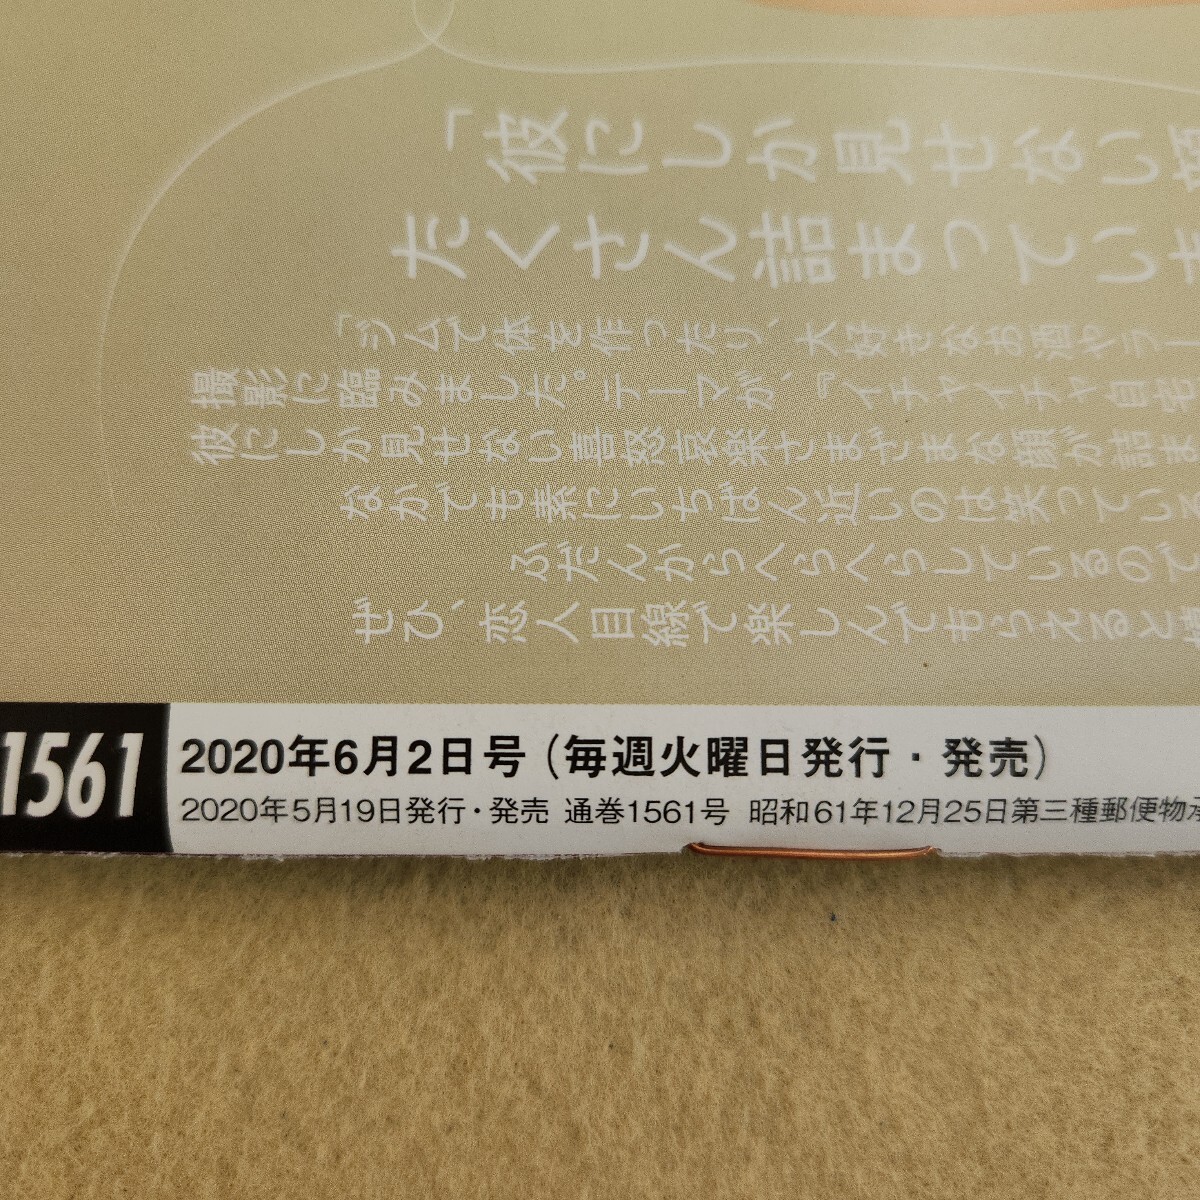 「彼にしか見せない
たくさん詰まってい
「ジムで体を作ったり、大好きなお酒やラー
撮影に臨みました。テーマが、『イチャイチャ自宅
彼にしか見せない喜怒哀楽さまざまな顔が詰ま
なかでも素にいちばん近いのは笑っている
ふだんからへらへらしているので
ぜひ、恋人目線で楽しんでもらえると
1561
2020年6月2日号（毎週火曜日発行・発売）
2020年5月19日発行・発売 通巻1561号 昭和61年12月25日第三種郵便物承